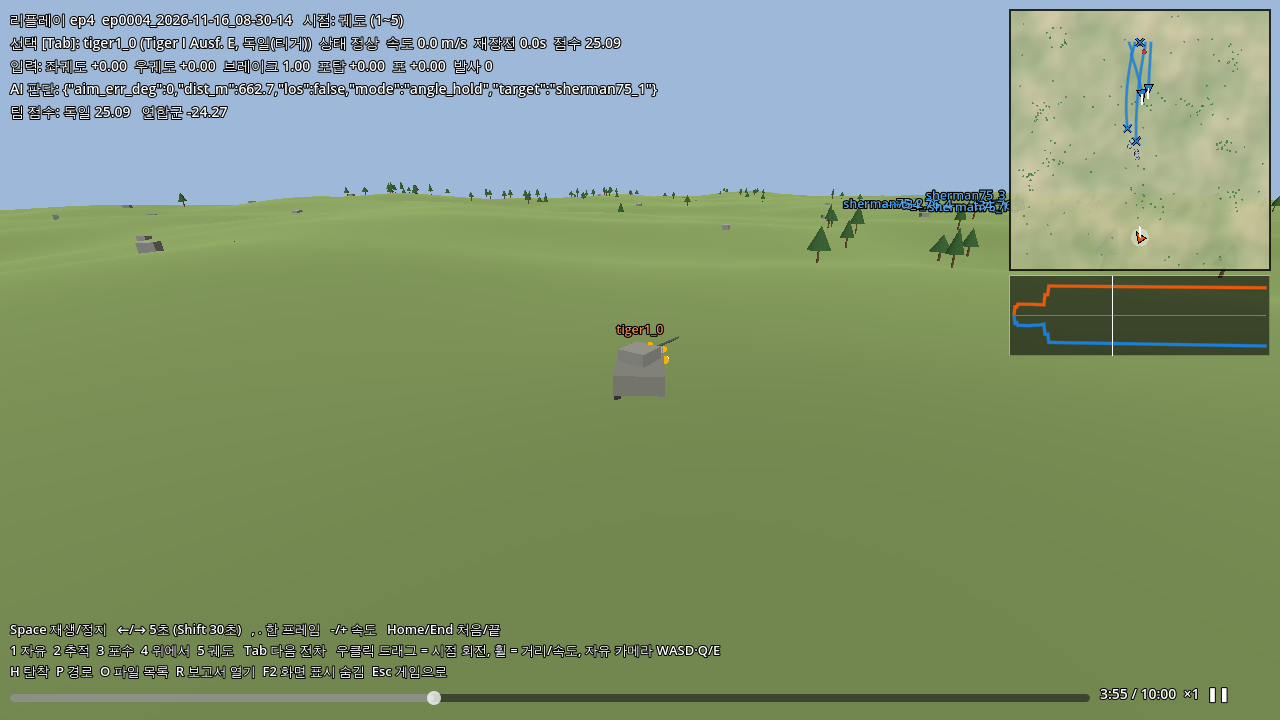 리플레이 ep4 ep0004_2026-11-16_08-30-14 시점: 궤도 (1~5)
선택 [Tab]: tiger1_0 (Tiger I Ausf. E, 독일(티거)) 상태 정상 속도 0.0 m/s 재장전 0.0s 점수 25.09
입력: 좌궤도 +0.00 우궤도 +0.00 브레이크 1.00 포탑 +0.00 포 +0.00 발사 0
AI 판단: {"aim_err_deg":0,"dist_m":662.7,"los":false,"mode":"angle_hold","target":"sherman75_1"}
팀 점수: 독일 25.09 연합군 -24.27
sherman75_3
tiger1_0
Space 재생/정지 ←/→ 5초 (Shift 30초) , . 한 프레임 -/+ 속도 Home/End 처음/끝
1 자유 2 추적 3 포수 4 위에서 5 궤도 Tab 다음 전차 우클릭 드래그 = 시점 회전, 휠 = 거리/속도, 자유 카메라 WASD·Q/E
H 탄착 P 경로 O 파일 목록 R 보고서 열기 F2 화면 표시 숨김 Esc 게임으로
3:55 / 10:00 ×1